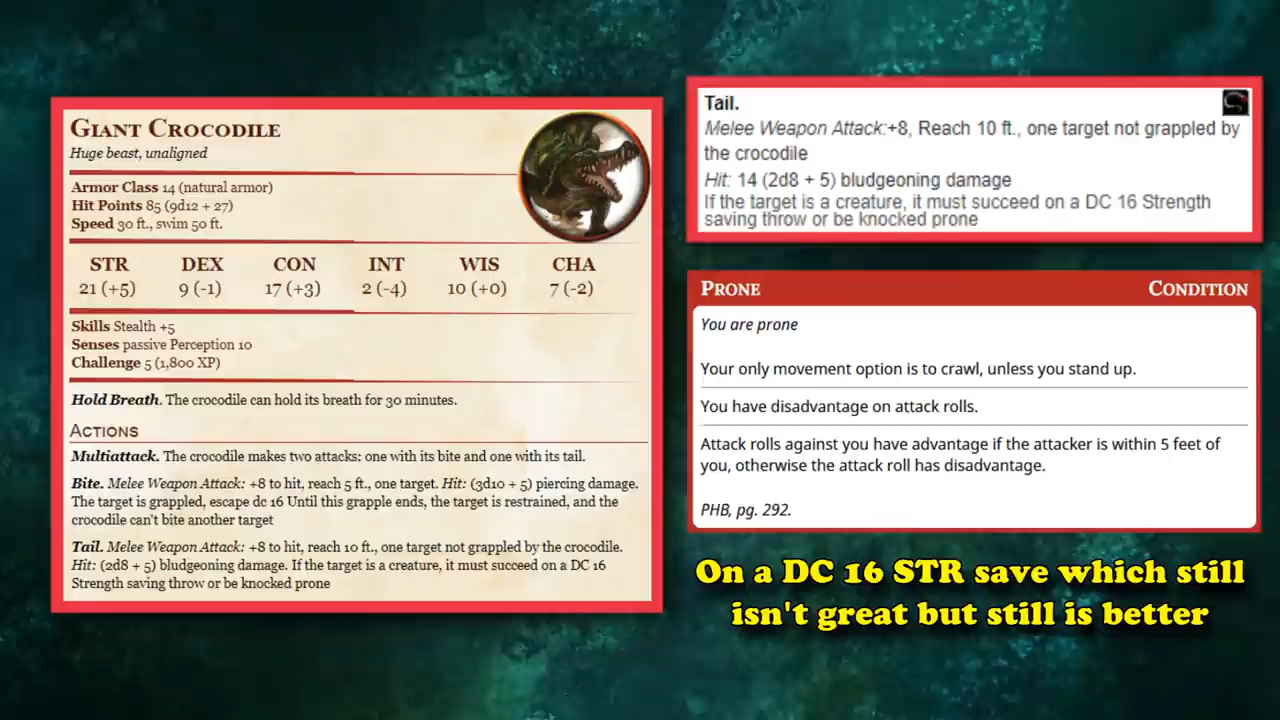 GIANT CROCODILE
Huge beast, unaligned
Armor Class 14 (natural armor)
Hit Points 85 (9d12 + 27)
Speed 30 ft., swim 50 ft.
STR DEX CON INT WIS CHA
21 (+5) 9 (-1) 17 (+3) 2 (-4) 10 (+0) 7 (-2)
Skills Stealth +5
Senses passive Perception 10
Challenge 5 (1,800 XP)
Hold Breath. The crocodile can hold its breath for 30 minutes.
ACTIONS
Multiattack. The crocodile makes two attacks: one with its bite and one with its tail.
Bite. Melee Weapon Attack: +8 to hit, reach 5 ft., one target. Hit: (3d10 + 5) piercing damage.
The target is grappled, escape dc 16 Until this grapple ends, the target is restrained, and the
crocodile can't bite another target
Tail. Melee Weapon Attack: +8 to hit, reach 10 ft., one target not grappled by the crocodile.
Hit: (2d8 + 5) bludgeoning damage. If the target is a creature, it must succeed on a DC 16
Strength saving throw or be knocked prone
Tail.
Melee Weapon Attack:+8, Reach 10 ft., one target not grappled by
the crocodile
Hit: 14 (2d8 + 5) bludgeoning damage
If the target is a creature, it must succeed on a DC 16 Strength
saving throw or be knocked prone
PRONE CONDITION
You are prone
Your only movement option is to crawl, unless you stand up.
You have disadvantage on attack rolls.
Attack rolls against you have advantage if the attacker is within 5 feet of
you, otherwise the attack roll has disadvantage.
PHB, pg. 292.
On a DC 16 STR save which still
isn't great but still is better